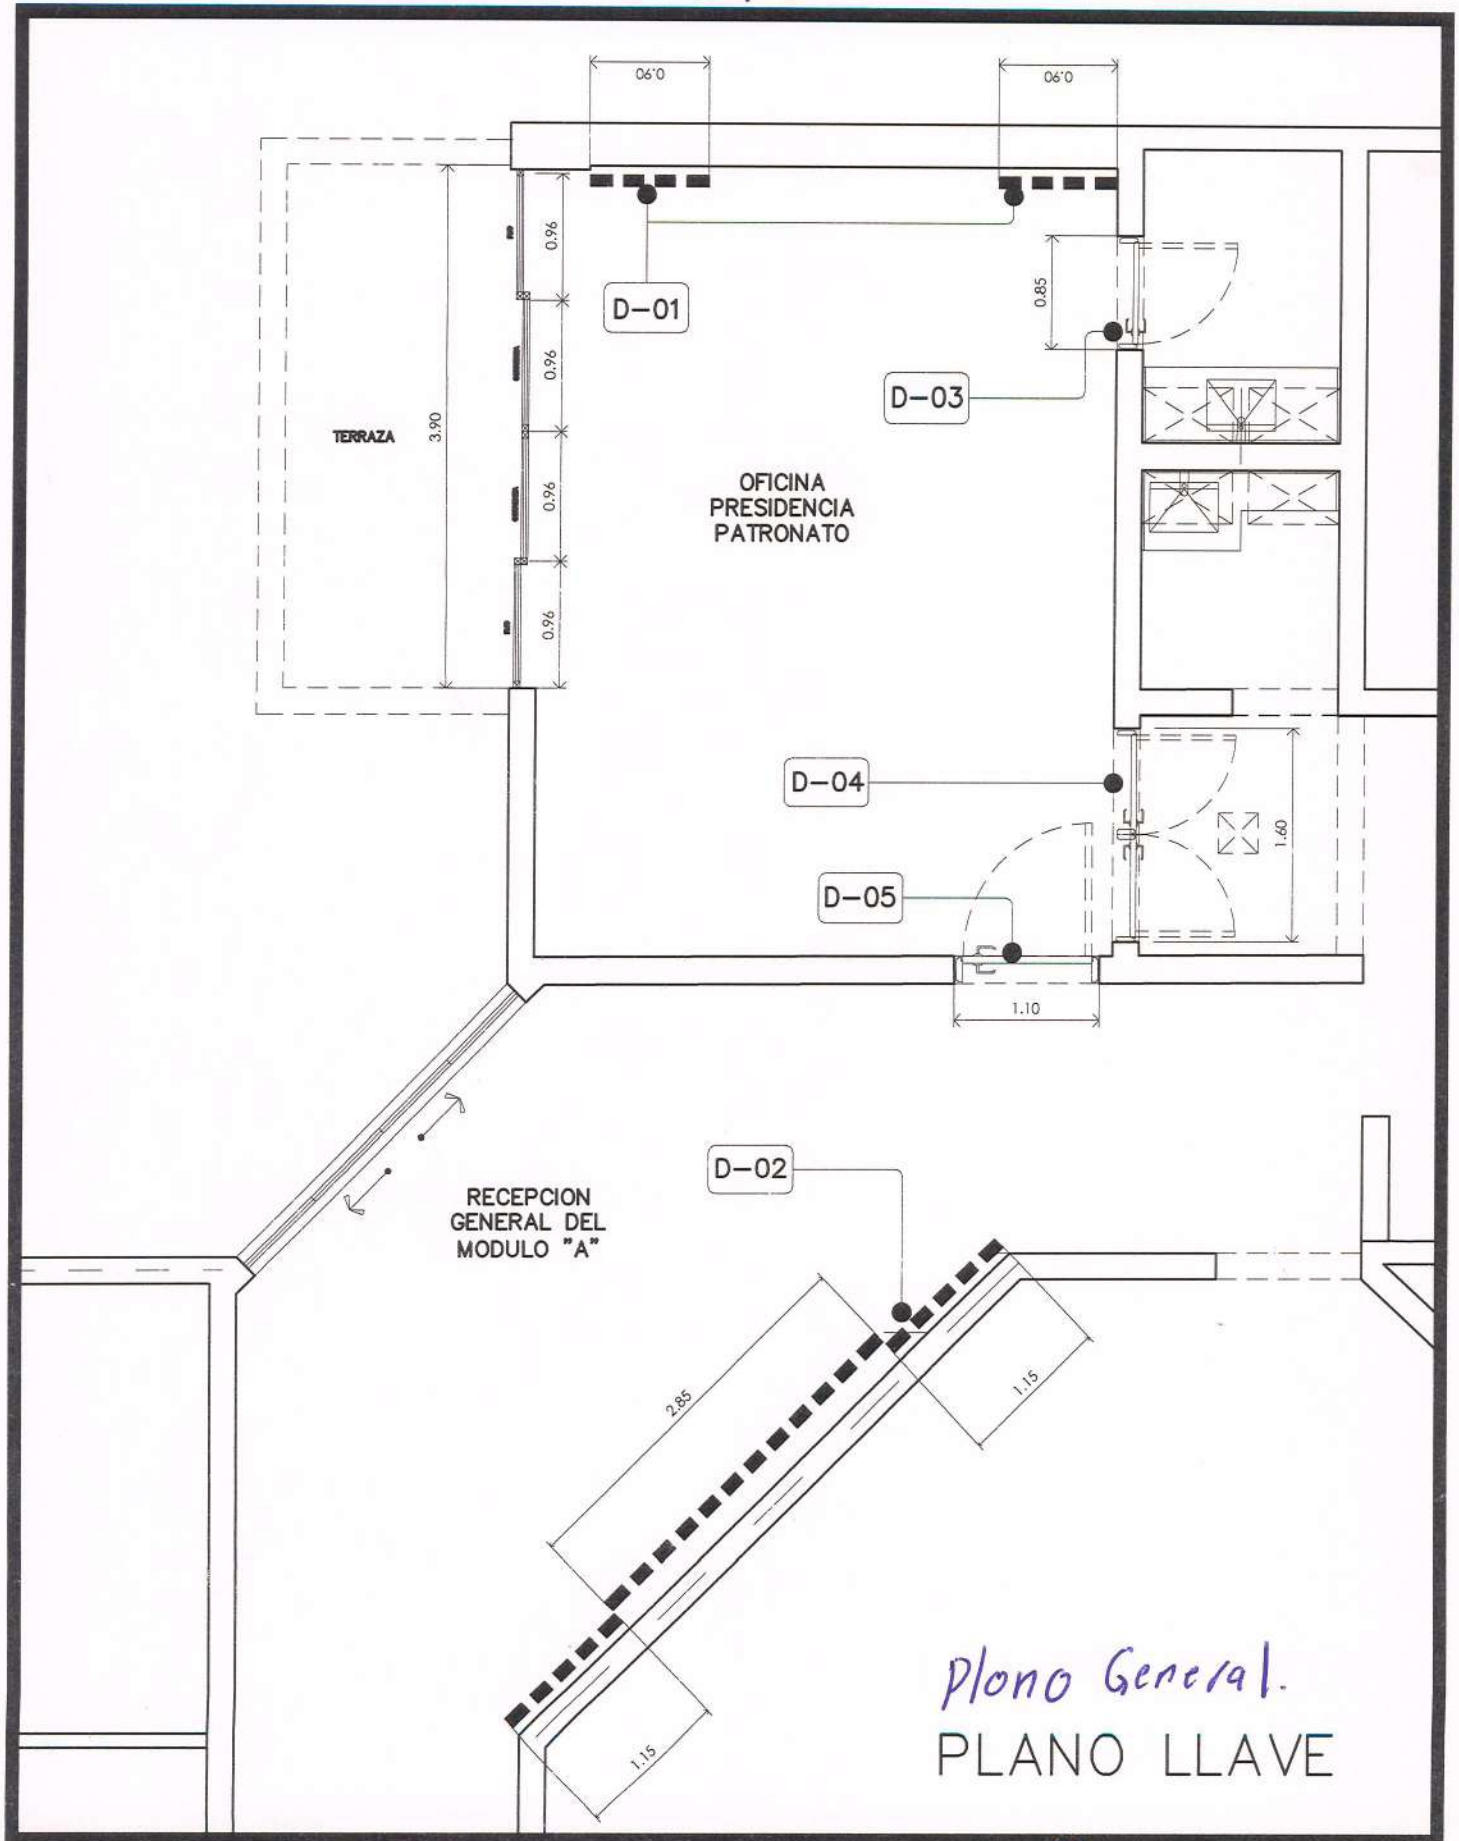 0.90
0.90
0.96
D-01
0.85
0.96
D-03
TERRAZA
3.90
OFICINA
PRESIDENCIA
PATRONATO
0.96
0.96
D-04
1.60
D-05
1.10
D-02
RECEPCION
GENERAL DEL
MODULO "A"
2.85
1.15
1.15
Plono General.
PLANO LLAVE